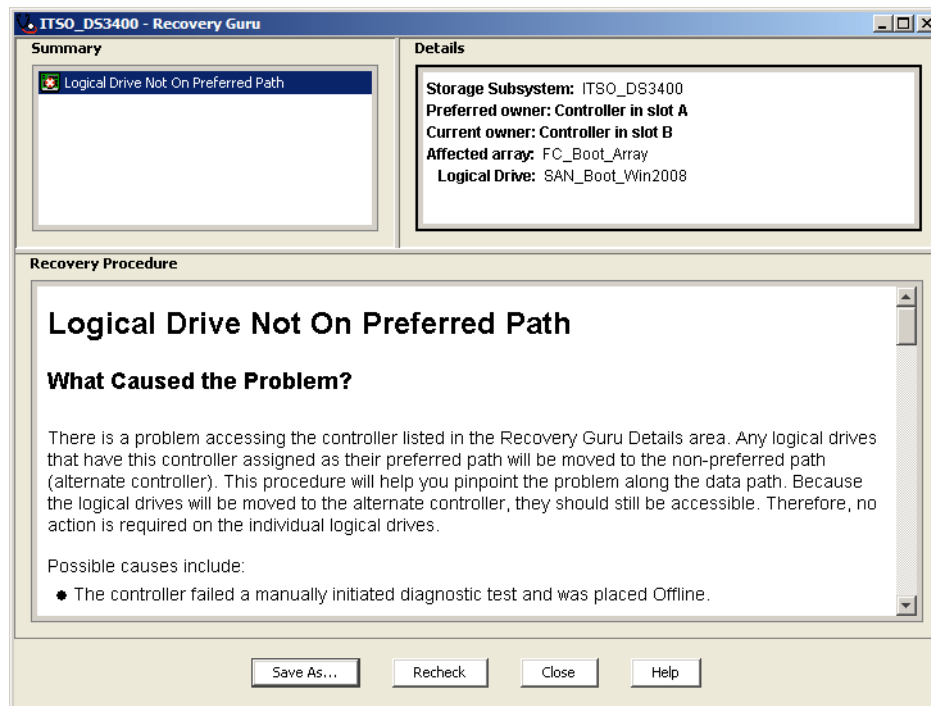 ITSO_DS3400 - Recovery Guru
Summary
Logical Drive Not On Preferred Path
Details
Storage Subsystem: ITSO_DS3400
Preferred owner: Controller in slot A
Current owner: Controller in slot B
Affected array: FC_Boot_Array
Logical Drive: SAN_Boot_Win2008
Recovery Procedure
Logical Drive Not On Preferred Path
What Caused the Problem?
There is a problem accessing the controller listed in the Recovery Guru Details area. Any logical drives
that have this controller assigned as their preferred path will be moved to the non-preferred path
(alternate controller). This procedure will help you pinpoint the problem along the data path. Because
the logical drives will be moved to the alternate controller, they should still be accessible. Therefore, no
action is required on the individual logical drives.
Possible causes include:
● The controller failed a manually initiated diagnostic test and was placed Offline.
Save As...
Recheck
Close
Help